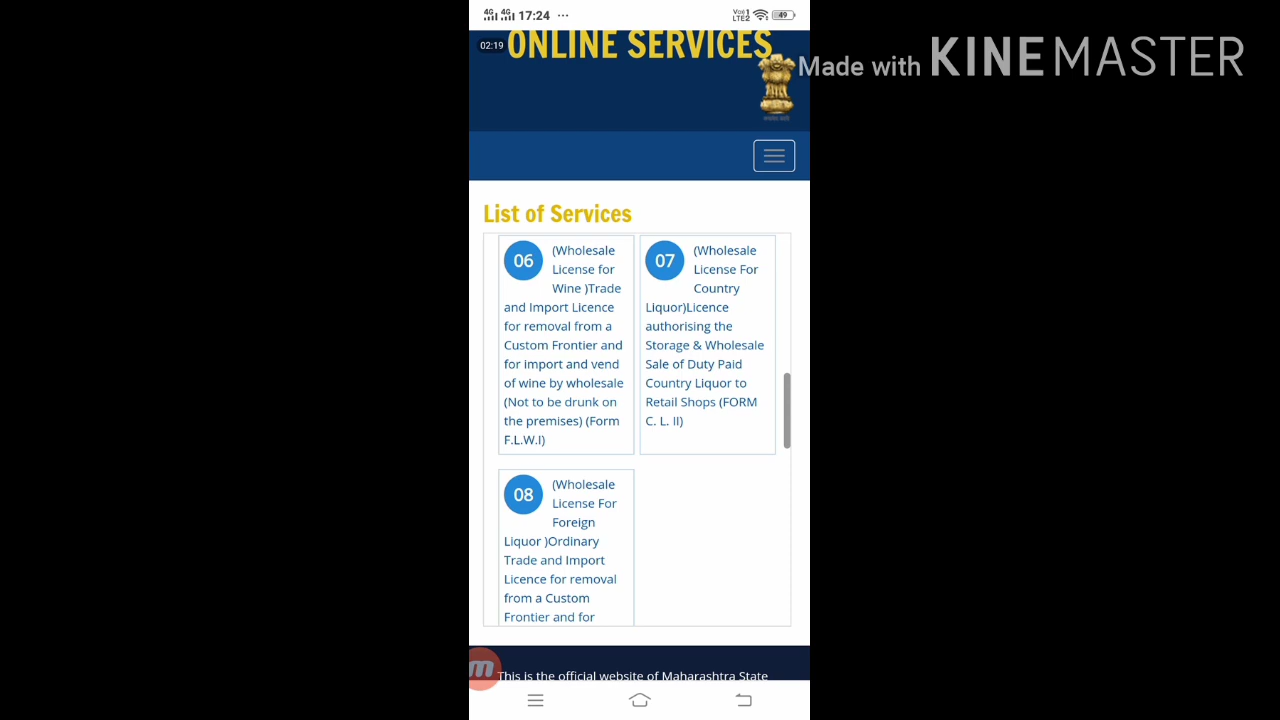 4G 4G 17:24 ...
Vo) 1
LTE2
49
02:19
ONLINE SERVICES
Made with KINEMASTER
List of Services
06 (Wholesale
License for
Wine )Trade
and Import Licence
for removal from a
Custom Frontier and
for import and vend
of wine by wholesale
(Not to be drunk on
the premises) (Form
F.L.W.I)
07 (Wholesale
License For
Country
Liquor)Licence
authorising the
Storage & Wholesale
Sale of Duty Paid
Country Liquor to
Retail Shops (FORM
C. L. II)
08 (Wholesale
License For
Foreign
Liquor )Ordinary
Trade and Import
Licence for removal
from a Custom
Frontier and for
This is the official website of Maharashtra State